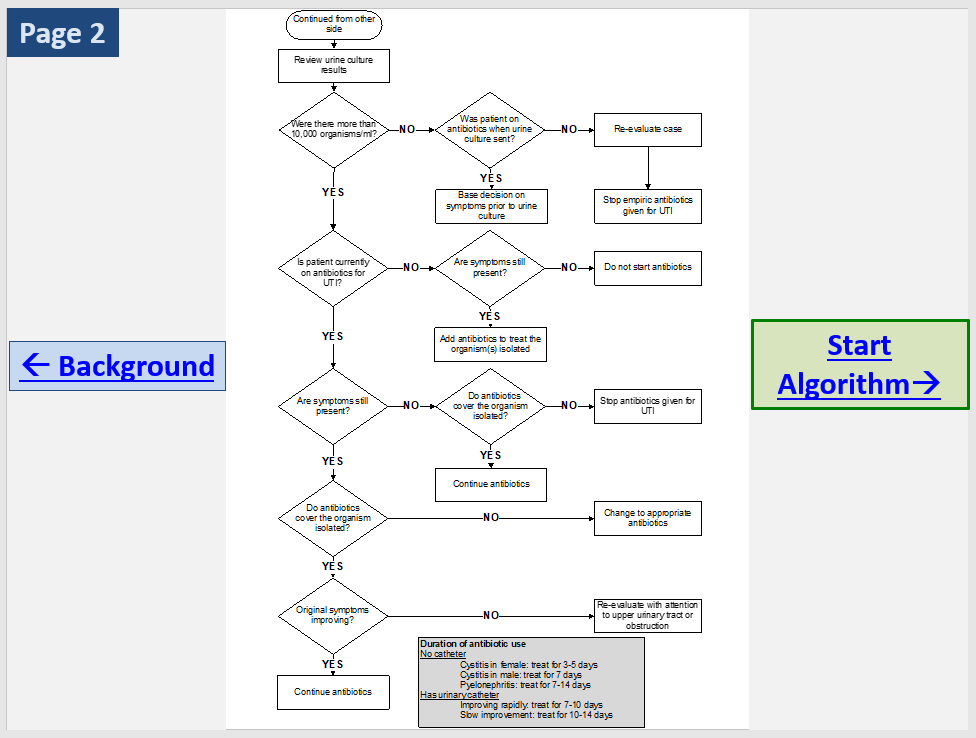 Page 2
Continued from other
side
Review urine culture
results
Were there more than
10,000 organisms/ml?
NO
Was patient on
antibiotics when urine
culture sent?
NO
Re-evaluate case
YES
YES
Base decision on
symptoms prior to urine
culture
Stop empiric antibiotics
given for UTI
Is patient currently
on antibiotics for
UTI?
NO
Are symptoms still
present?
NO
Do not start antibiotics
YES
YES
Add antibiotics to treat the
organism(s) isolated
← Background
Start
Algorithm→
Are symptoms still
present?
NO
Do antibiotics
cover the organism
isolated?
NO
Stop antibiotics given for
UTI
YES
YES
Continue antibiotics
Do antibiotics
cover the organism
isolated?
NO
Change to appropriate
antibiotics
YES
Original symptoms
improving?
NO
Re-evaluate with attention
to upper urinary tract or
obstruction
YES
Continue antibiotics
Duration of antibiotic use
No catheter
Cystitis in female: treat for 3-5 days
Cystitis in male: treat for 7 days
Pyelonephritis: treat for 7-14 days
Has urinary catheter
Improving rapidly: treat for 7-10 days
Slow improvement: treat for 10-14 days